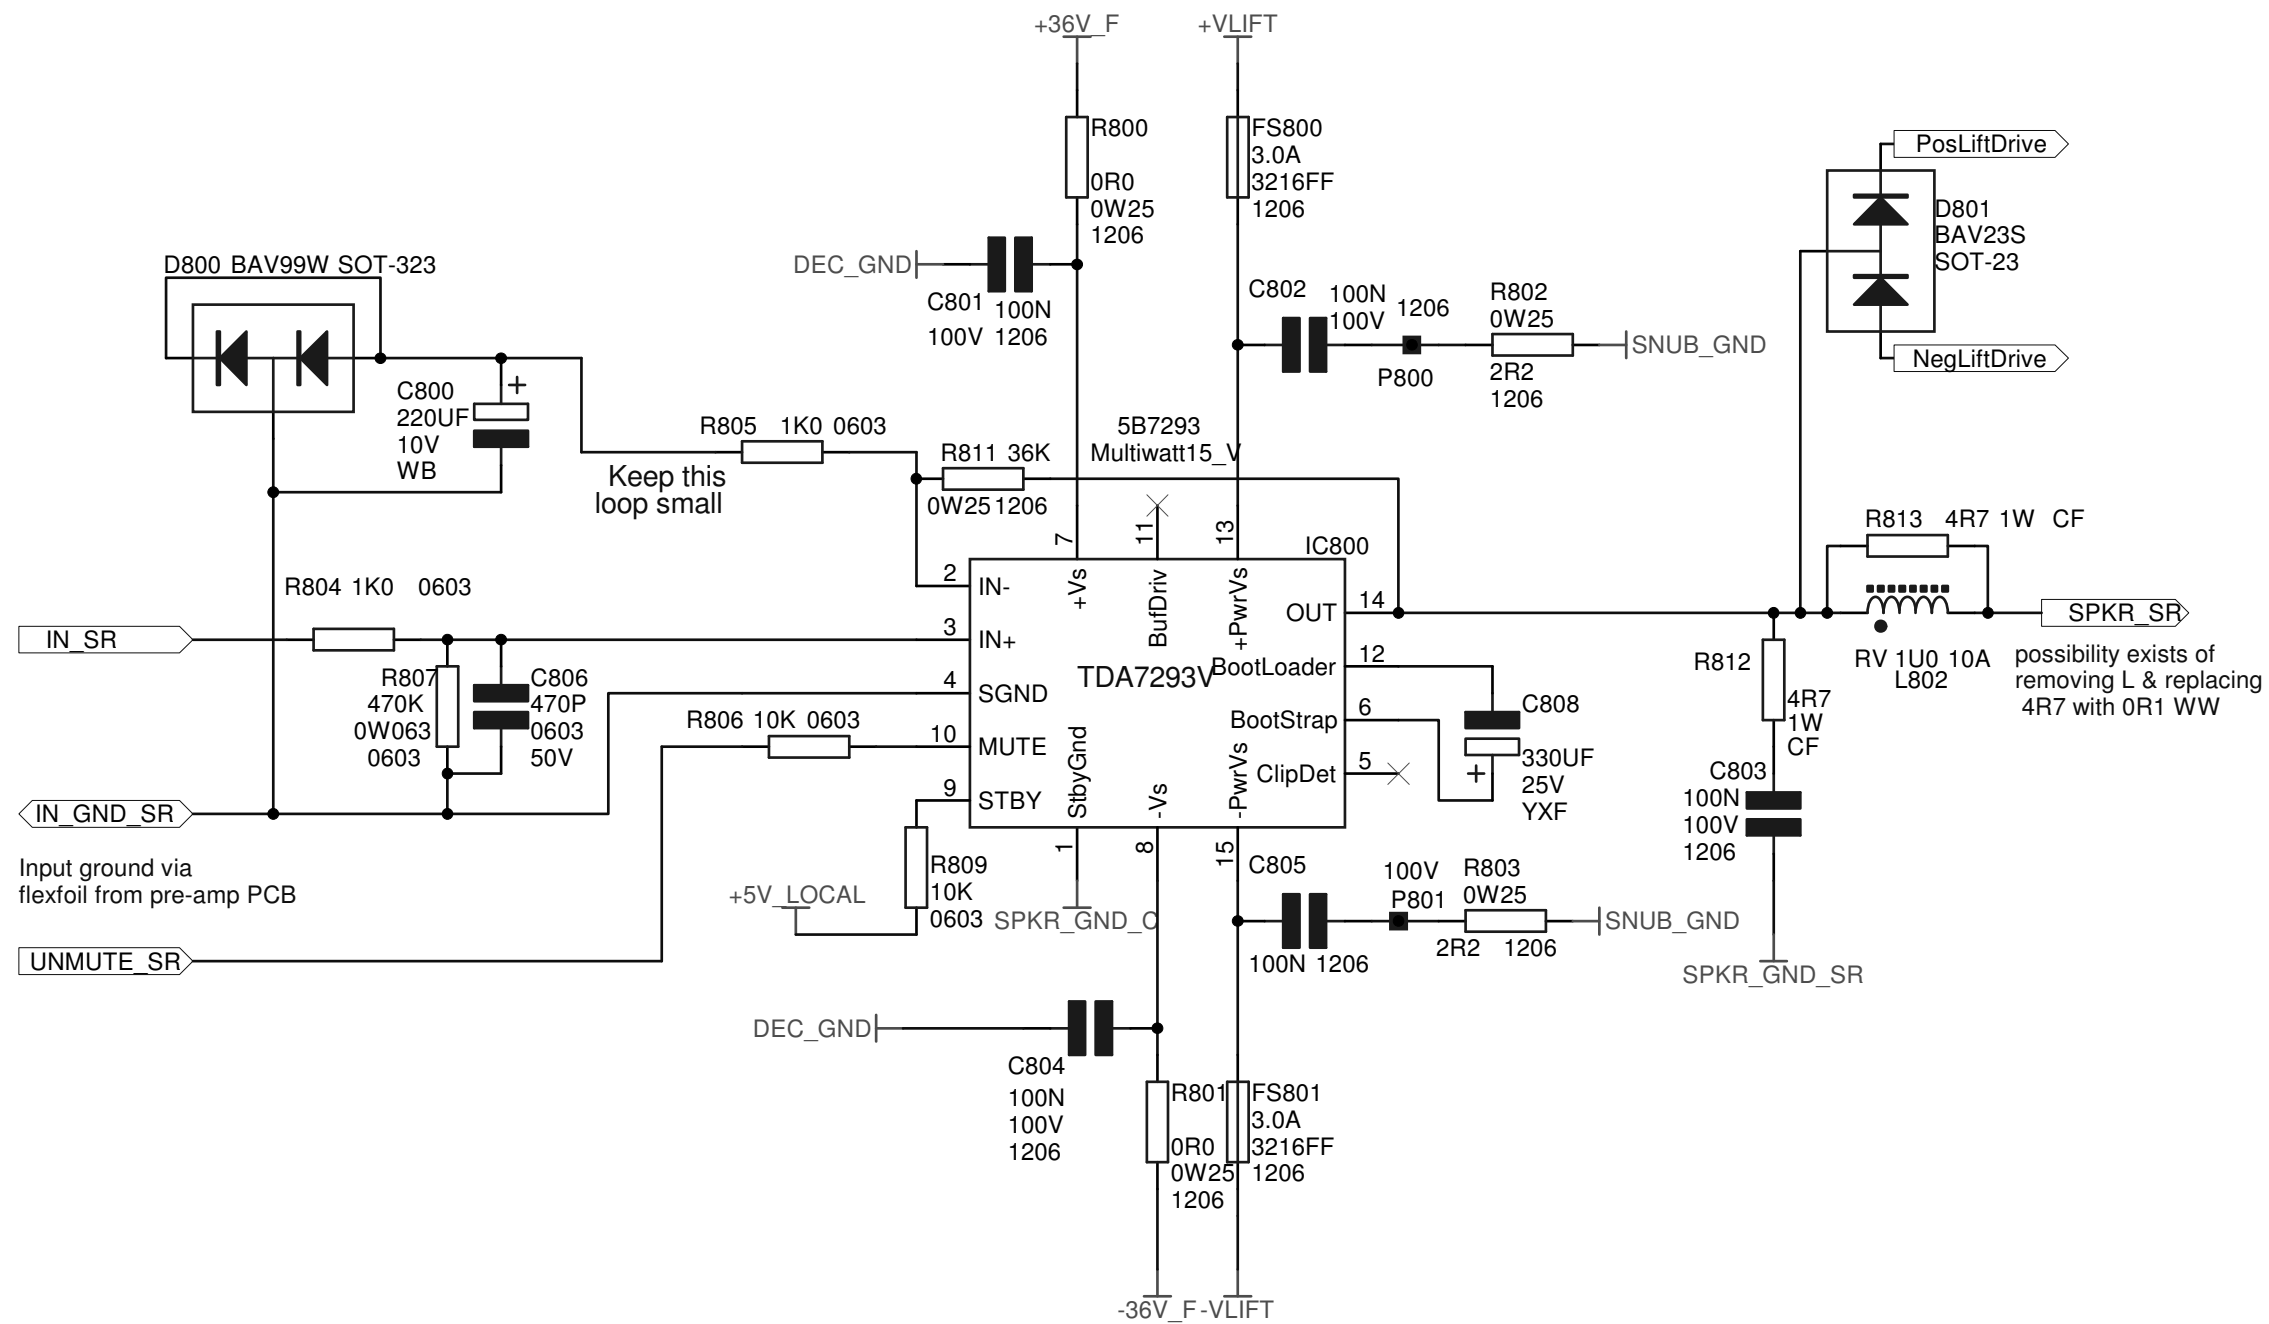 +36V_F
+VLIFT
R800
0R0
0W25
1206
FS800
3.0A
3216FF
1206
PosLiftDrive
D801
BAV23S
SOT-23
NegLiftDrive
D800 BAV99W SOT-323
DEC_GND
C801 100N
100V 1206
C802
100N
100V
1206
P800
R802
0W25
2R2
1206
SNUB_GND
C800
220UF
10V
WB
+
R805 1K0 0603
Keep this
loop small
R811 36K
0W25 1206
5B7293
Multiwatt15_V
R813 4R7 1W CF
7
11
13
IC800
2
IN-
+Vs
BufDriv
+PwrVs
OUT
14
R804 1K0 0603
IN_SR
3
IN+
SPKR_SR
R807
470K
0W063
0603
C806
470P
0603
50V
4
SGND
TDA7293V
BootLoader
12
R812
4R7
1W
CF
RV 1U0 10A
L802
possibility exists of
removing L & replacing
4R7 with 0R1 WW
R806 10K 0603
10
MUTE
BootStrap
6
C808
330UF
25V
YXF
+
9
STBY
StbyGnd
-Vs
-PwrVs
ClipDet
5
C803
100N
100V
1206
IN_GND_SR
Input ground via
flexfoil from pre-amp PCB
1
8
15
R809
10K
0603
+5V_LOCAL
SPKR_GND_C
C805
100N 1206
100V
P801
R803
0W25
2R2 1206
SNUB_GND
SPKR_GND_SR
UNMUTE_SR
DEC_GND
C804
100N
100V
1206
R801
0R0
0W25
1206
FS801
3.0A
3216FF
1206
-36V_F
-VLIFT